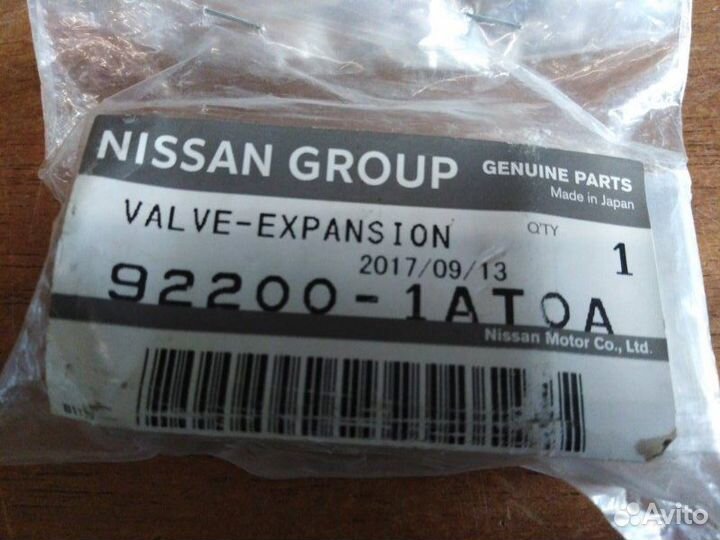 NISSAN GROUP
GENUINE PARTS
Made in Japan
VALVE-EXPANSION
Q'TY
1
2017/09/13
92200-1AT0A
Nissan Motor Co., Ltd.
Avito